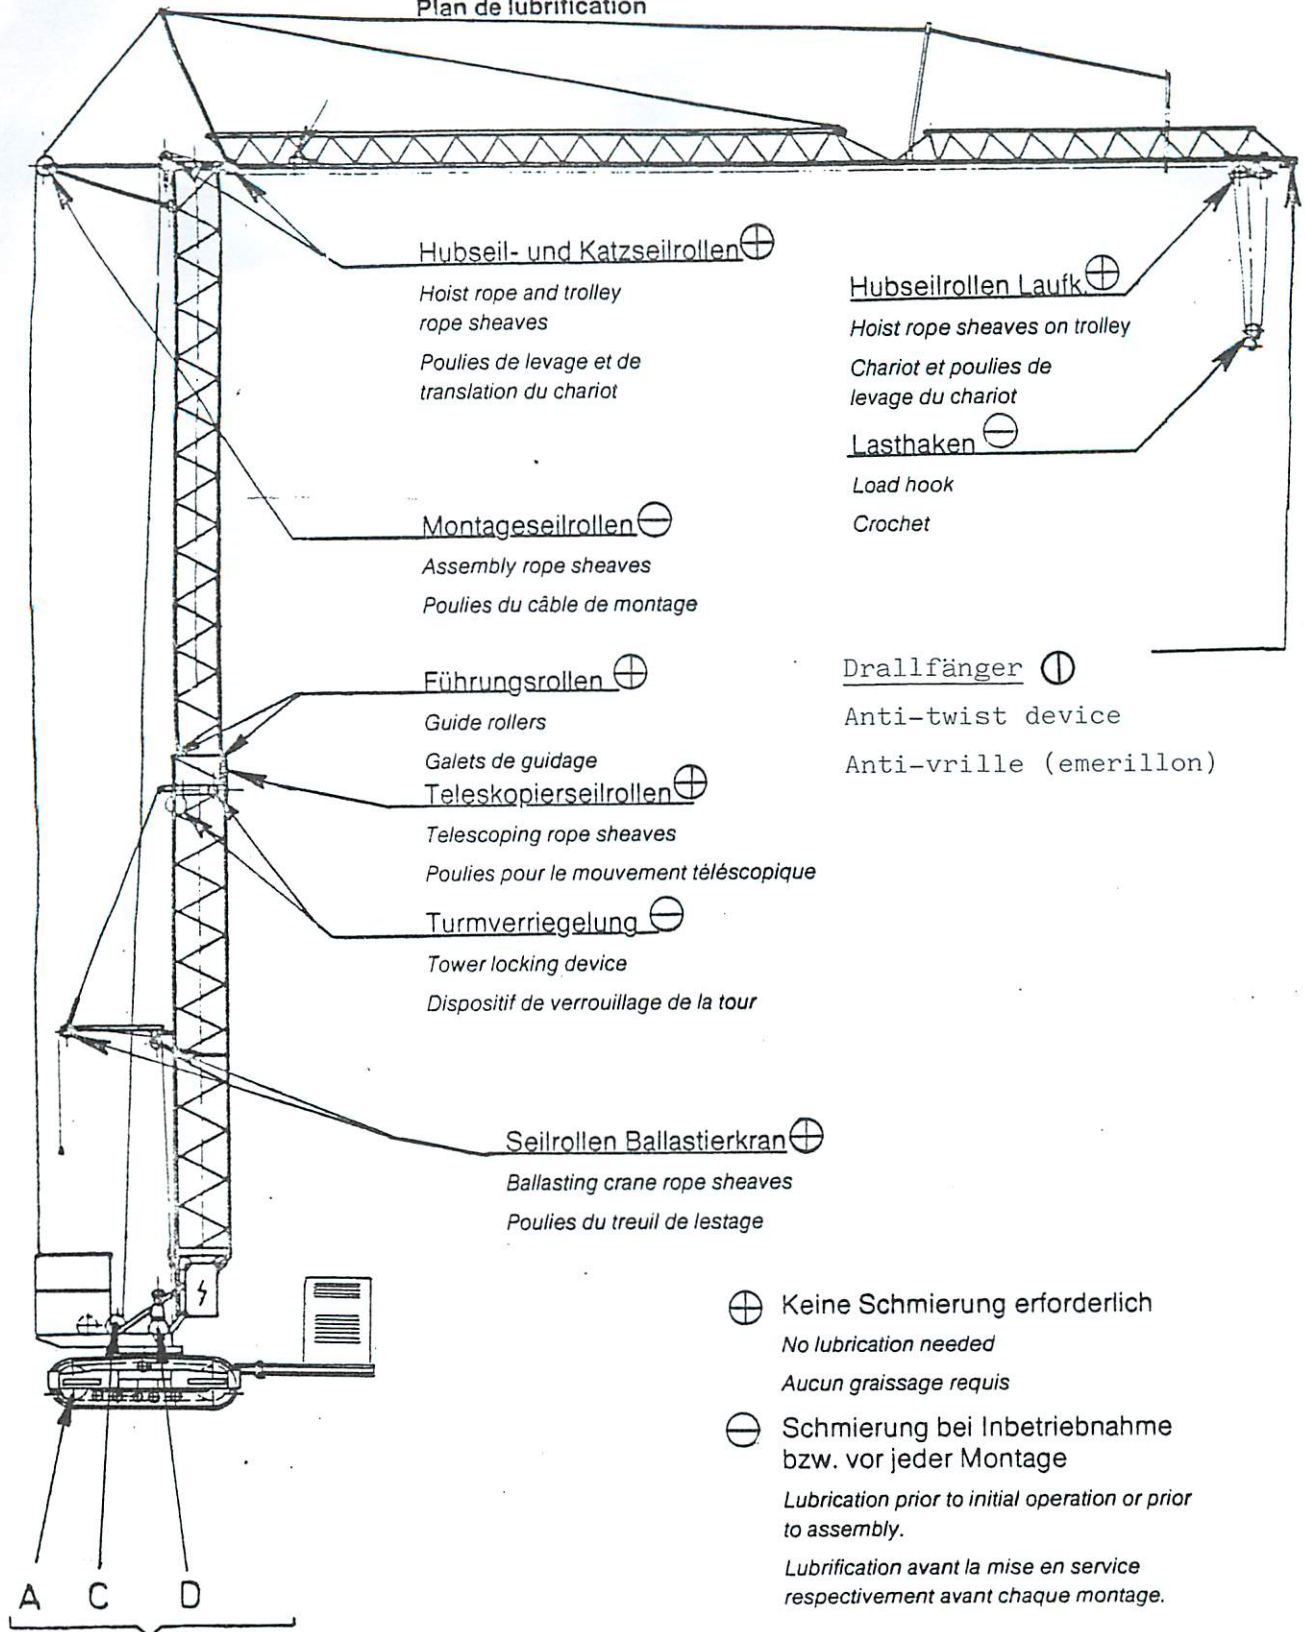 Plan de lubrification
Hubseil- und Katzseilrollen ⊕
Hoist rope and trolley
rope sheaves
Poulies de levage et de
translation du chariot
Hubseilrollen Laufk. ⊕
Hoist rope sheaves on trolley
Chariot et poulies de
levage du chariot
Lasthaken ⊖
Load hook
Crochet
Montageseilrollen ⊖
Assembly rope sheaves
Poulies du câble de montage
Führungsrollen ⊕
Guide rollers
Galets de guidage
Drallfänger ⦶
Anti-twist device
Anti-vrille (emerillon)
Teleskopierseilrollen ⊕
Telescoping rope sheaves
Poulies pour le mouvement téléscopique
Turmverriegelung ⊖
Tower locking device
Dispositif de verrouillage de la tour
Seilrollen Ballastierkran ⊕
Ballasting crane rope sheaves
Poulies du treuil de lestage
⊕ Keine Schmierung erforderlich
No lubrication needed
Aucun graissage requis
⊖ Schmierung bei Inbetriebnahme
bzw. vor jeder Montage
Lubrication prior to initial operation or prior
to assembly.
Lubrification avant la mise en service
respectivement avant chaque montage.
A C D